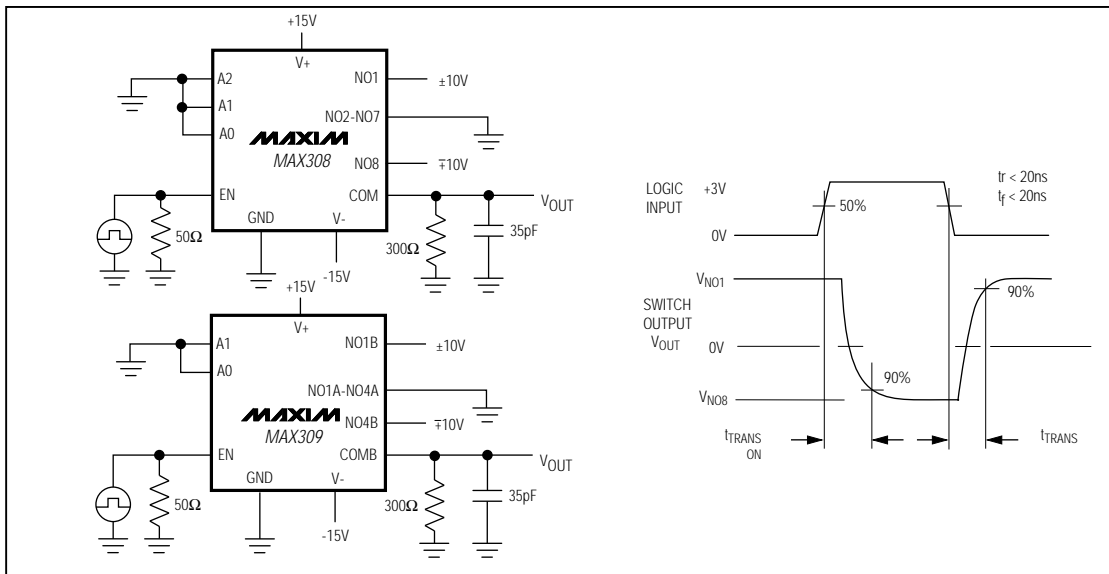 +15V
V+
A2
A1
A0
EN
NO1
NO2-NO7
NO8
COM
MAXIM
MAX308
GND
V-
±10V
∓10V
VOUT
50Ω
-15V
300Ω
35pF
+15V
V+
A1
A0
EN
NO1B
NO1A-NO4A
NO4B
COMB
MAXIM
MAX309
GND
V-
±10V
∓10V
VOUT
50Ω
-15V
300Ω
35pF
LOGIC
INPUT
+3V
0V
50%
tr < 20ns
tf < 20ns
VNO1
SWITCH
OUTPUT
VOUT
0V
VNO8
90%
90%
tTRANS
ON
tTRANS